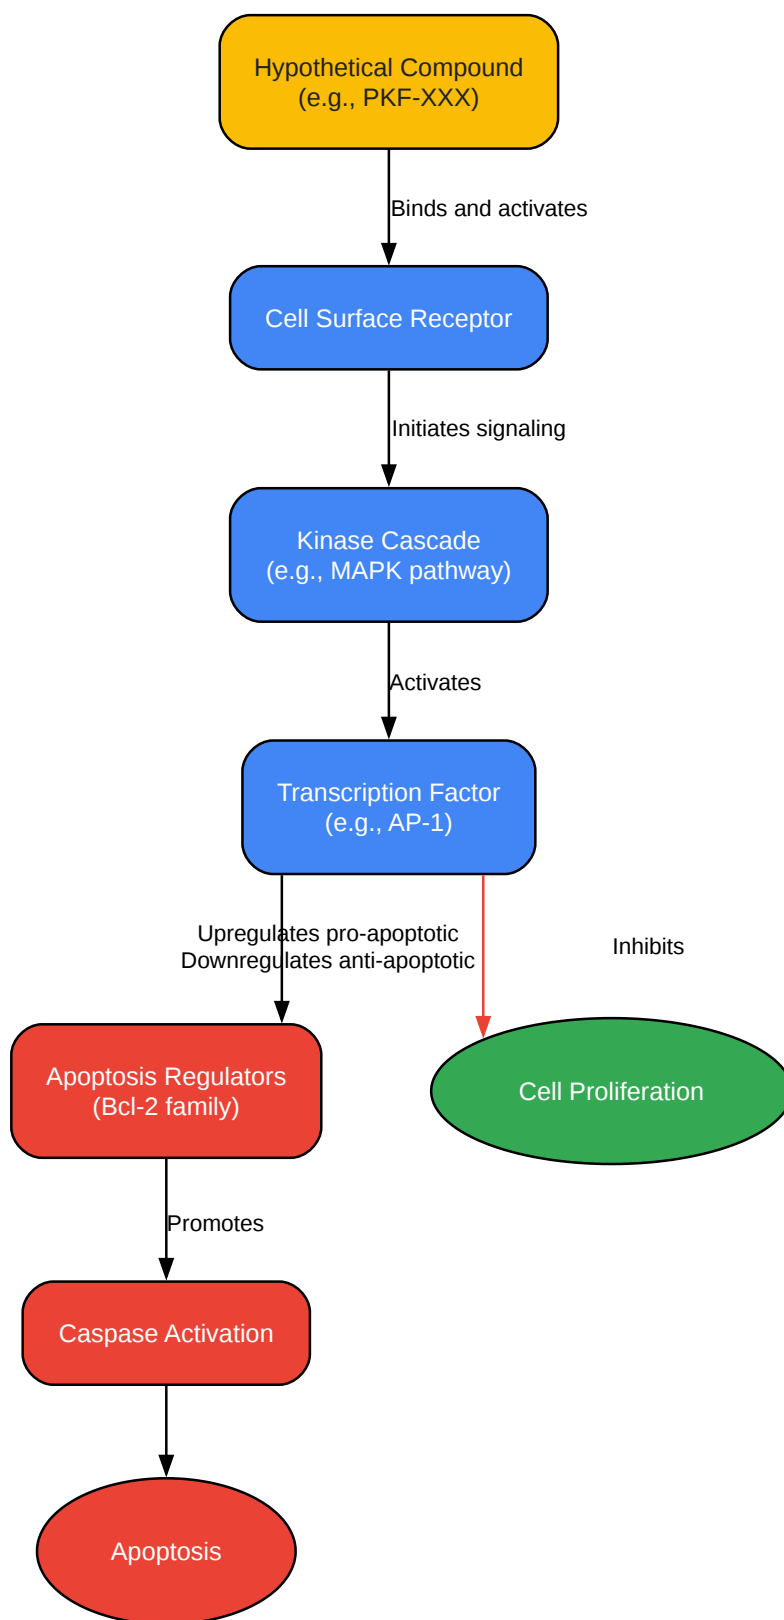 Hypothetical Compound
(e.g., PKF-XXX)
Binds and activates
Cell Surface Receptor
Initiates signaling
Kinase Cascade
(e.g., MAPK pathway)
Activates
Transcription Factor
(e.g., AP-1)
Upregulates pro-apoptotic
Downregulates anti-apoptotic
Inhibits
Apoptosis Regulators
(Bcl-2 family)
Cell Proliferation
Promotes
Caspase Activation
Apoptosis